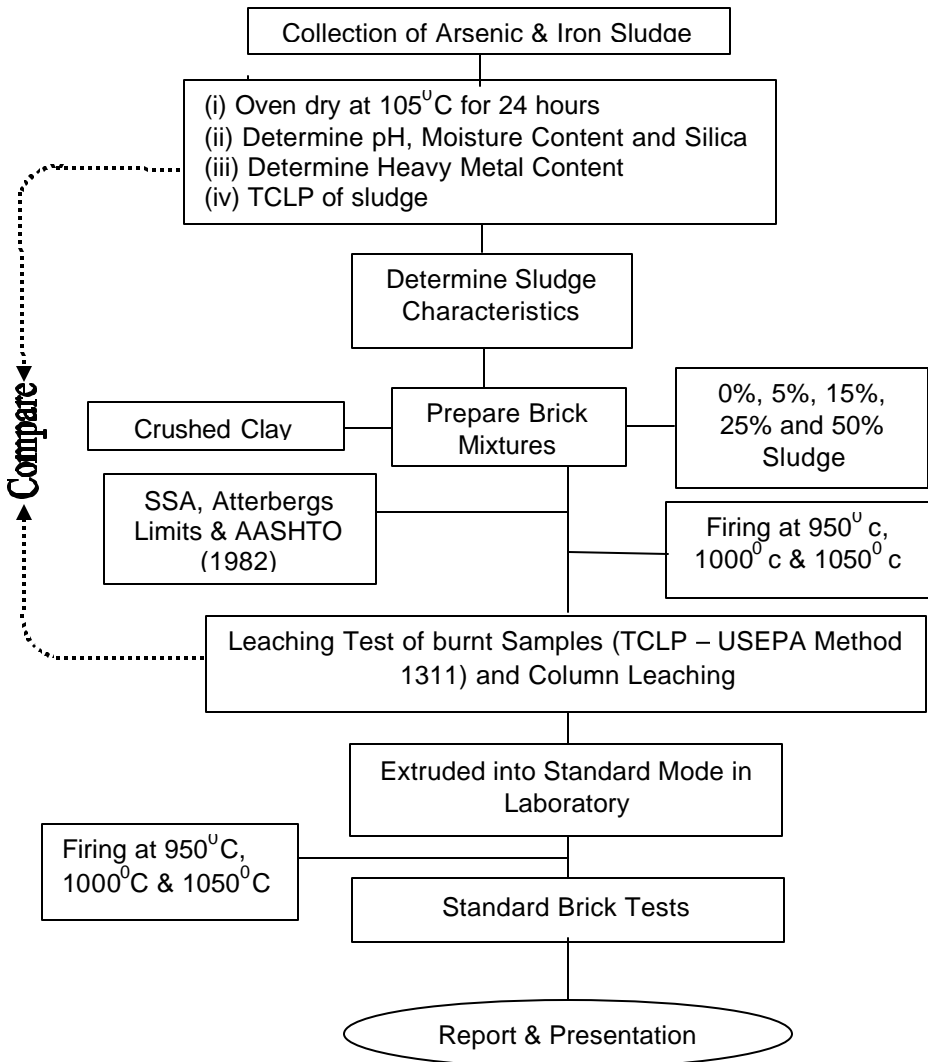 Collection of Arsenic & Iron Sludge
(i) Oven dry at 105⁰C for 24 hours
(ii) Determine pH, Moisture Content and Silica
(iii) Determine Heavy Metal Content
(iv) TCLP of sludge
Determine Sludge
Characteristics
Compare
Crushed Clay
Prepare Brick
Mixtures
0%, 5%, 15%,
25% and 50%
Sludge
SSA, Atterbergs
Limits & AASHTO
(1982)
Firing at 950⁰ c,
1000⁰ c & 1050⁰ c
Leaching Test of burnt Samples (TCLP – USEPA Method
1311) and Column Leaching
Extruded into Standard Mode in
Laboratory
Firing at 950⁰C,
1000⁰C & 1050⁰C
Standard Brick Tests
Report & Presentation